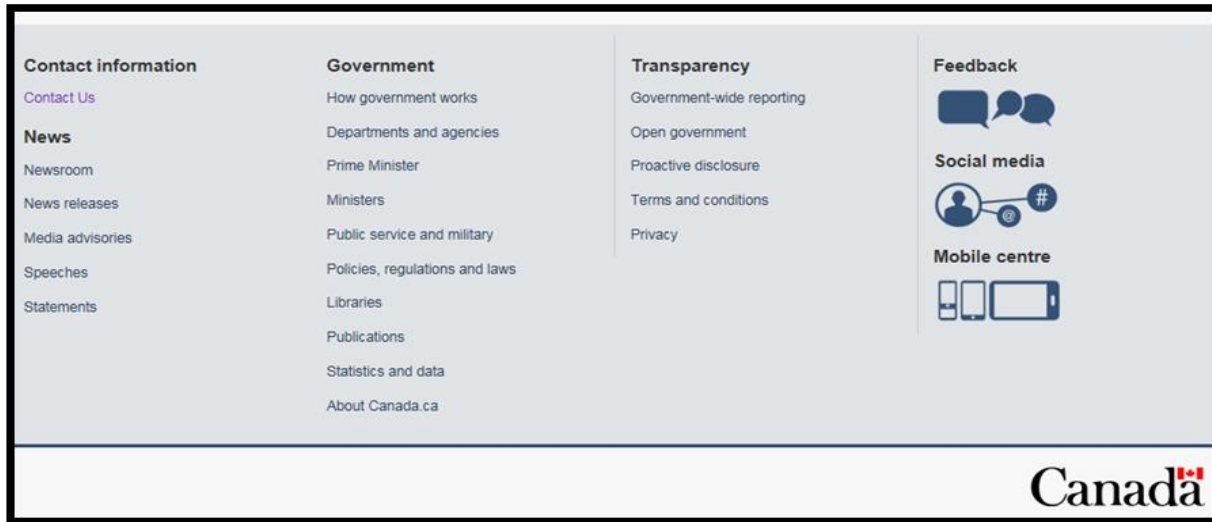 Contact information
Contact Us
News
Newsroom
News releases
Media advisories
Speeches
Statements
Government
How government works
Departments and agencies
Prime Minister
Ministers
Public service and military
Policies, regulations and laws
Libraries
Publications
Statistics and data
About Canada.ca
Transparency
Government-wide reporting
Open government
Proactive disclosure
Terms and conditions
Privacy
Feedback
Social media
#
@
Mobile centre
Canada